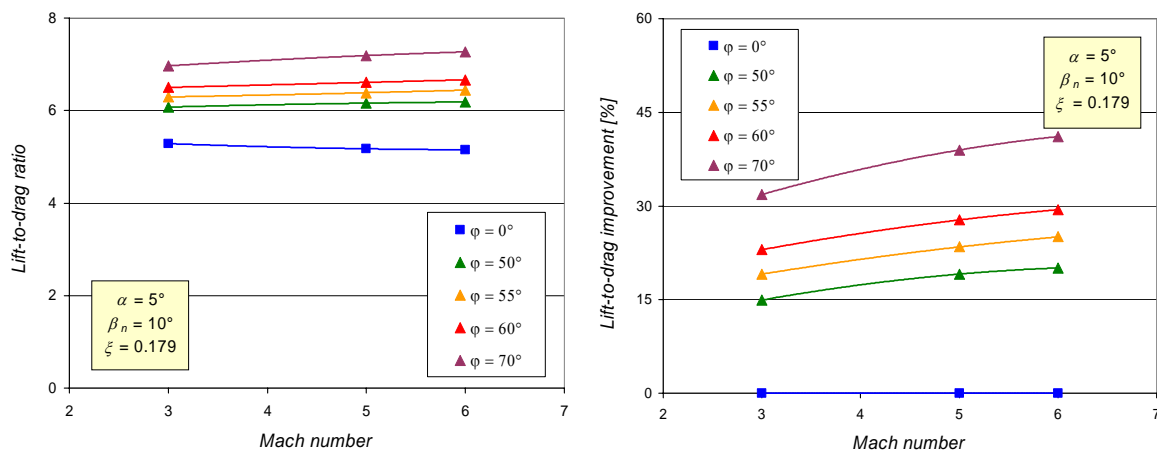 8
6
4
2
0
2
3
4
5
6
7
Lift-to-drag ratio
Mach number
α = 5°
β n = 10°
ξ = 0.179
φ = 0°
φ = 50°
φ = 55°
φ = 60°
φ = 70°
60
45
30
15
0
2
3
4
5
6
7
Lift-to-drag improvement [%]
Mach number
φ = 0°
φ = 50°
φ = 55°
φ = 60°
φ = 70°
α = 5°
β n = 10°
ξ = 0.179